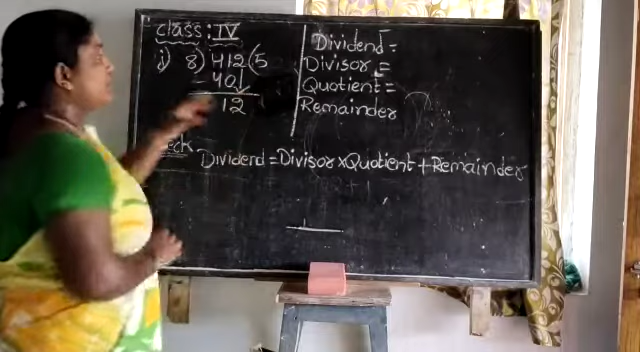 class: IV
i) 8) 412 (5
- 40↓
12
Dividend =
Divisor =
Quotient =
Remainder
Dividend = Divisor × Quotient + Remainder